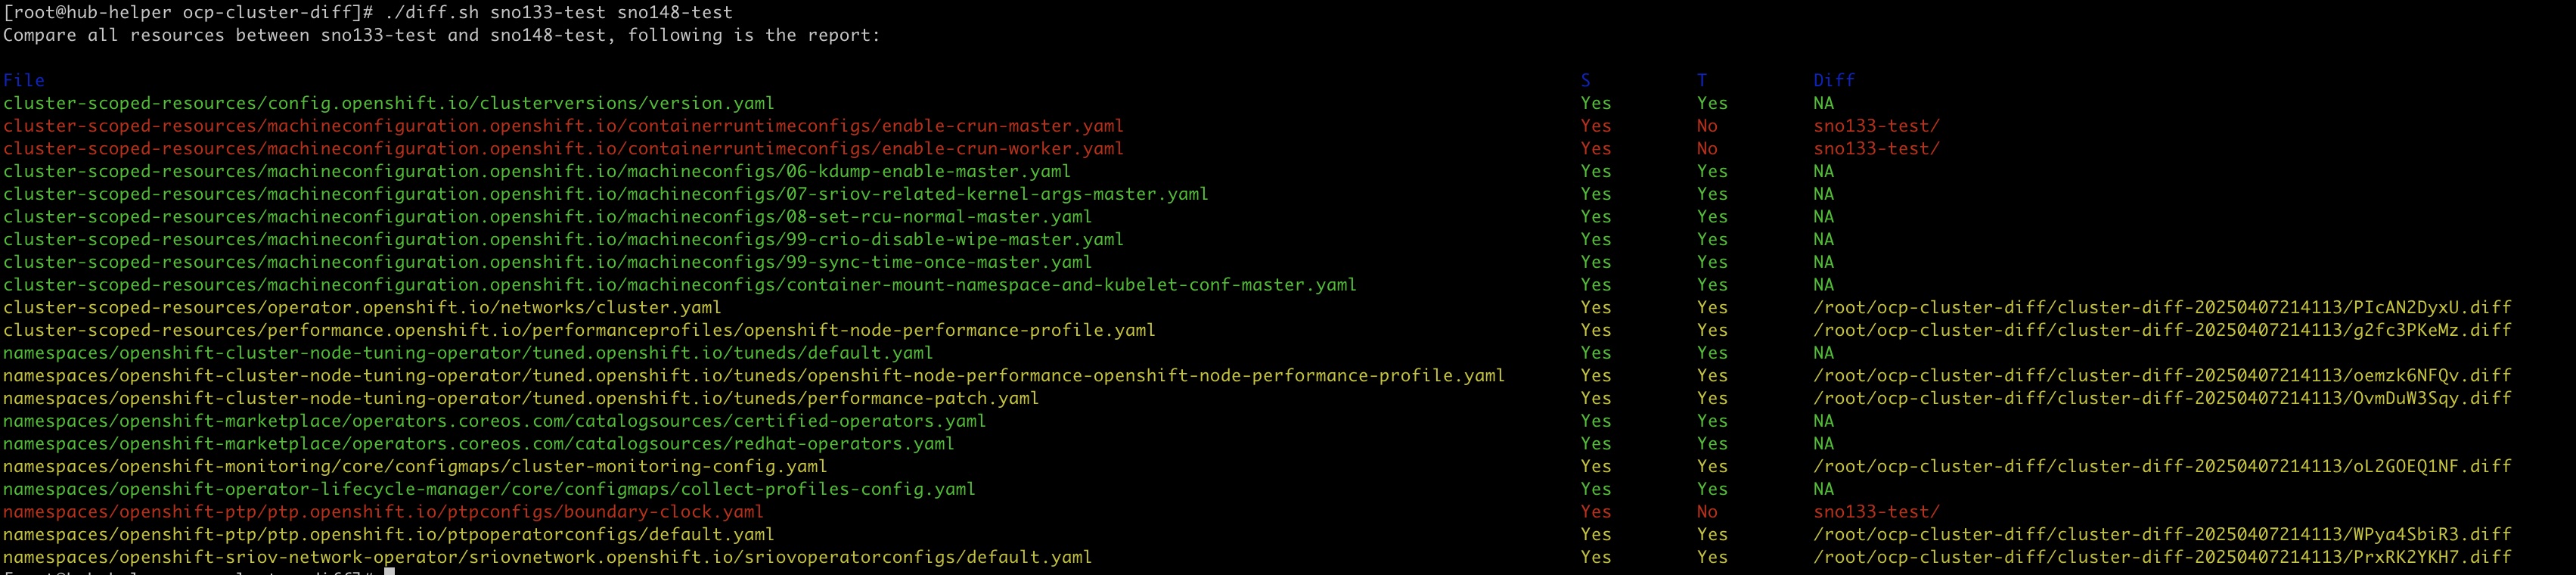 [root@hub-helper ocp-cluster-diff]# ./diff.sh sno133-test sno148-test
Compare all resources between sno133-test and sno148-test, following is the report:
File S T Diff
cluster-scoped-resources/config.openshift.io/clusterversions/version.yaml Yes Yes NA
cluster-scoped-resources/machineconfiguration.openshift.io/containerruntimeconfigs/enable-crun-master.yaml Yes No sno133-test/
cluster-scoped-resources/machineconfiguration.openshift.io/containerruntimeconfigs/enable-crun-worker.yaml Yes No sno133-test/
cluster-scoped-resources/machineconfiguration.openshift.io/machineconfigs/06-kdump-enable-master.yaml Yes Yes NA
cluster-scoped-resources/machineconfiguration.openshift.io/machineconfigs/07-sriov-related-kernel-args-master.yaml Yes Yes NA
cluster-scoped-resources/machineconfiguration.openshift.io/machineconfigs/08-set-rcu-normal-master.yaml Yes Yes NA
cluster-scoped-resources/machineconfiguration.openshift.io/machineconfigs/99-crio-disable-wipe-master.yaml Yes Yes NA
cluster-scoped-resources/machineconfiguration.openshift.io/machineconfigs/99-sync-time-once-master.yaml Yes Yes NA
cluster-scoped-resources/machineconfiguration.openshift.io/machineconfigs/container-mount-namespace-and-kubelet-conf-master.yaml Yes Yes NA
cluster-scoped-resources/operator.openshift.io/networks/cluster.yaml Yes Yes /root/ocp-cluster-diff/cluster-diff-20250407214113/PIcAN2DyxU.diff
cluster-scoped-resources/performance.openshift.io/performanceprofiles/openshift-node-performance-profile.yaml Yes Yes /root/ocp-cluster-diff/cluster-diff-20250407214113/g2fc3PKeMz.diff
namespaces/openshift-cluster-node-tuning-operator/tuned.openshift.io/tuneds/default.yaml Yes Yes NA
namespaces/openshift-cluster-node-tuning-operator/tuned.openshift.io/tuneds/openshift-node-performance-openshift-node-performance-profile.yaml Yes Yes /root/ocp-cluster-diff/cluster-diff-20250407214113/oemzk6NFQv.diff
namespaces/openshift-cluster-node-tuning-operator/tuned.openshift.io/tuneds/performance-patch.yaml Yes Yes /root/ocp-cluster-diff/cluster-diff-20250407214113/OvmDuW3Sqy.diff
namespaces/openshift-marketplace/operators.coreos.com/catalogsources/certified-operators.yaml Yes Yes NA
namespaces/openshift-marketplace/operators.coreos.com/catalogsources/redhat-operators.yaml Yes Yes NA
namespaces/openshift-monitoring/core/configmaps/cluster-monitoring-config.yaml Yes Yes /root/ocp-cluster-diff/cluster-diff-20250407214113/oL2GOEQ1NF.diff
namespaces/openshift-operator-lifecycle-manager/core/configmaps/collect-profiles-config.yaml Yes Yes NA
namespaces/openshift-ptp/ptp.openshift.io/ptpconfigs/boundary-clock.yaml Yes No sno133-test/
namespaces/openshift-ptp/ptp.openshift.io/ptpoperatorconfigs/default.yaml Yes Yes /root/ocp-cluster-diff/cluster-diff-20250407214113/WPya4SbiR3.diff
namespaces/openshift-sriov-network-operator/sriovnetwork.openshift.io/sriovoperatorconfigs/default.yaml Yes Yes /root/ocp-cluster-diff/cluster-diff-20250407214113/PrxRK2YKH7.diff